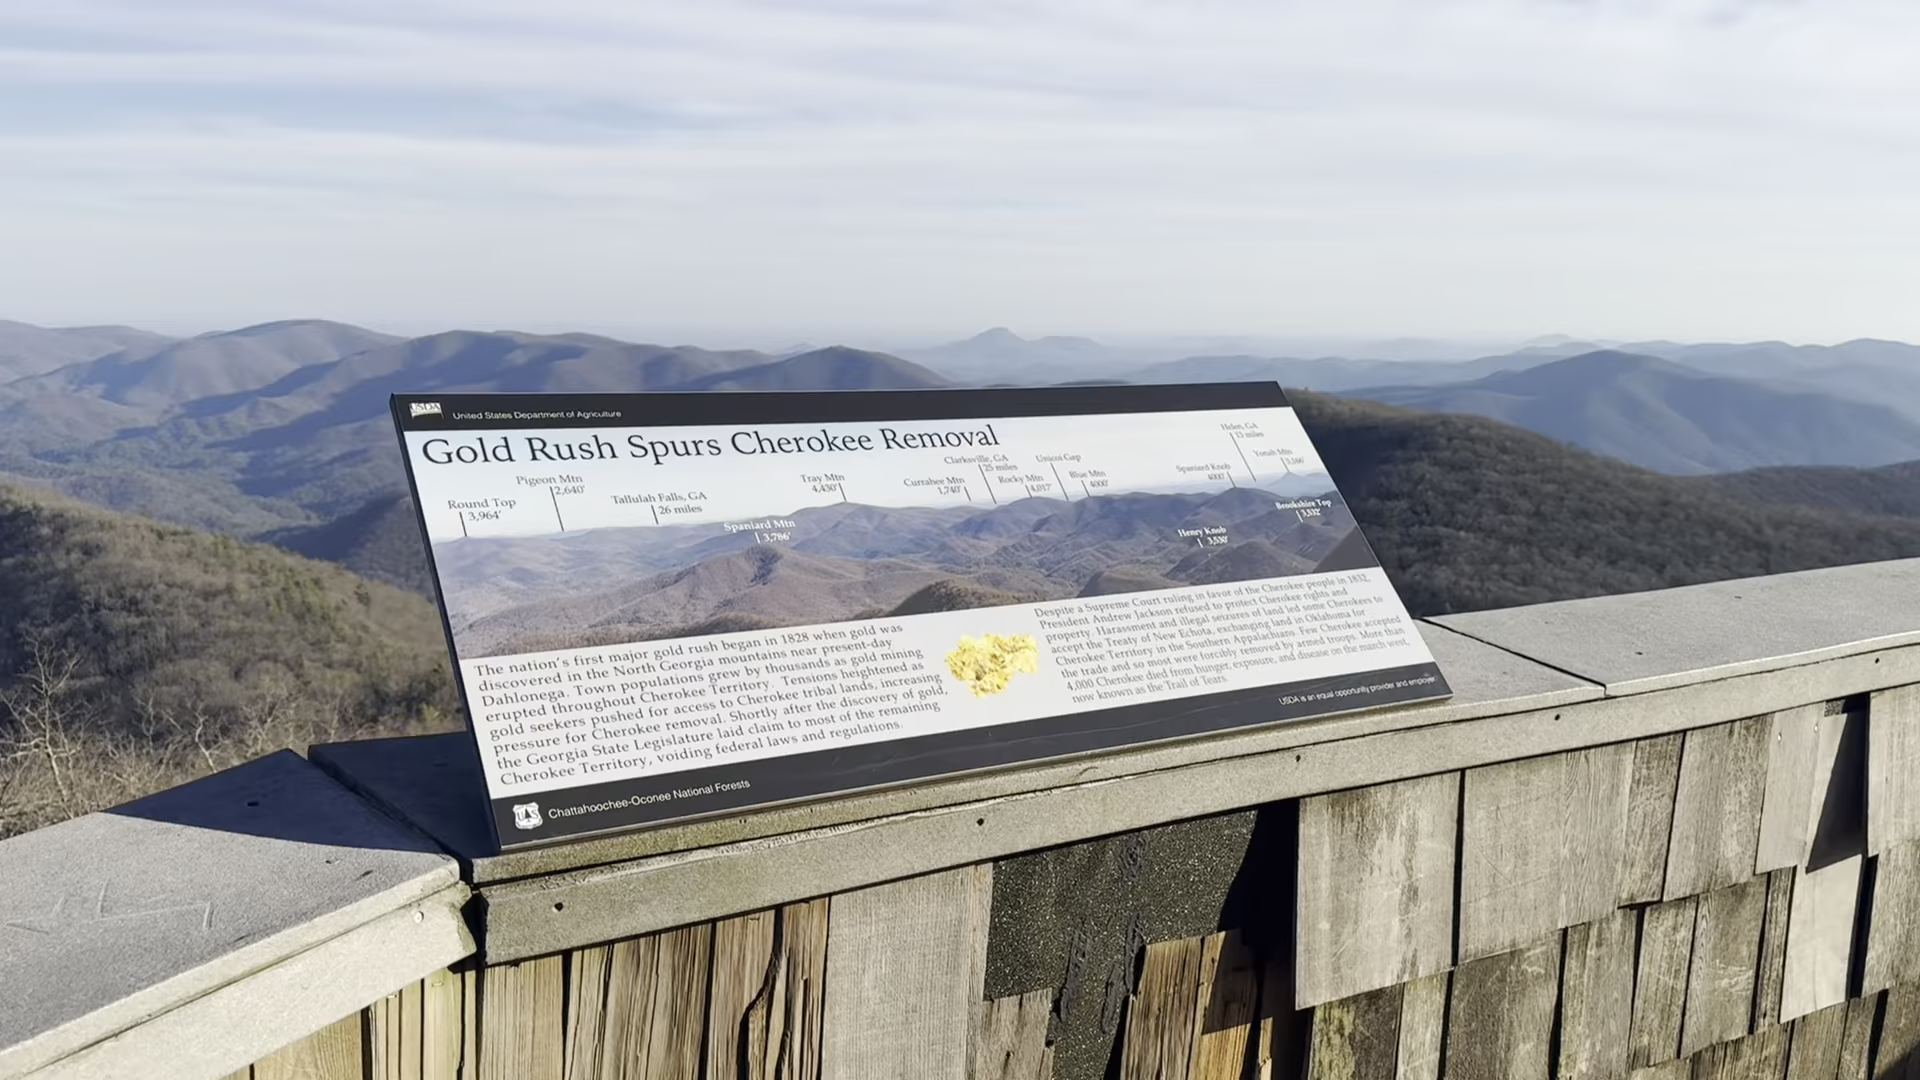 USDA
United States Department of Agriculture
Gold Rush Spurs Cherokee Removal
Round Top
3,964'
Pigeon Mtn
2,640'
Tallulah Falls, GA
26 miles
Spaniard Mtn
3,786'
Tray Mtn
4,430'
Currahee Mtn
1,740'
Clarksville, GA
25 miles
Rocky Mtn
4,017'
Unicoi Gap
Blue Mtn
4000'
Spaniard Knob
4000'
Helen, GA
13 miles
Yonah Mtn
3,166'
Henry Knob
3,530'
Brookshire Top
3,332'
The nation's first major gold rush began in 1828 when gold was
discovered in the North Georgia mountains near present-day
Dahlonega. Town populations grew by thousands as gold mining
erupted throughout Cherokee Territory. Tensions heightened as
gold seekers pushed for access to Cherokee tribal lands, increasing
pressure for Cherokee removal. Shortly after the discovery of gold,
the Georgia State Legislature laid claim to most of the remaining
Cherokee Territory, voiding federal laws and regulations.
Despite a Supreme Court ruling in favor of the Cherokee people in 1832,
President Andrew Jackson refused to protect Cherokee rights and
property. Harassment and illegal seizures of land led some Cherokees to
accept the Treaty of New Echota, exchanging land in Oklahoma for
Cherokee Territory in the Southern Appalachians. Few Cherokee accepted
the trade and so most were forcibly removed by armed troops. More than
4,000 Cherokee died from hunger, exposure, and disease on the march west,
now known as the Trail of Tears.
Chattahoochee-Oconee National Forests
USDA is an equal opportunity provider and employer